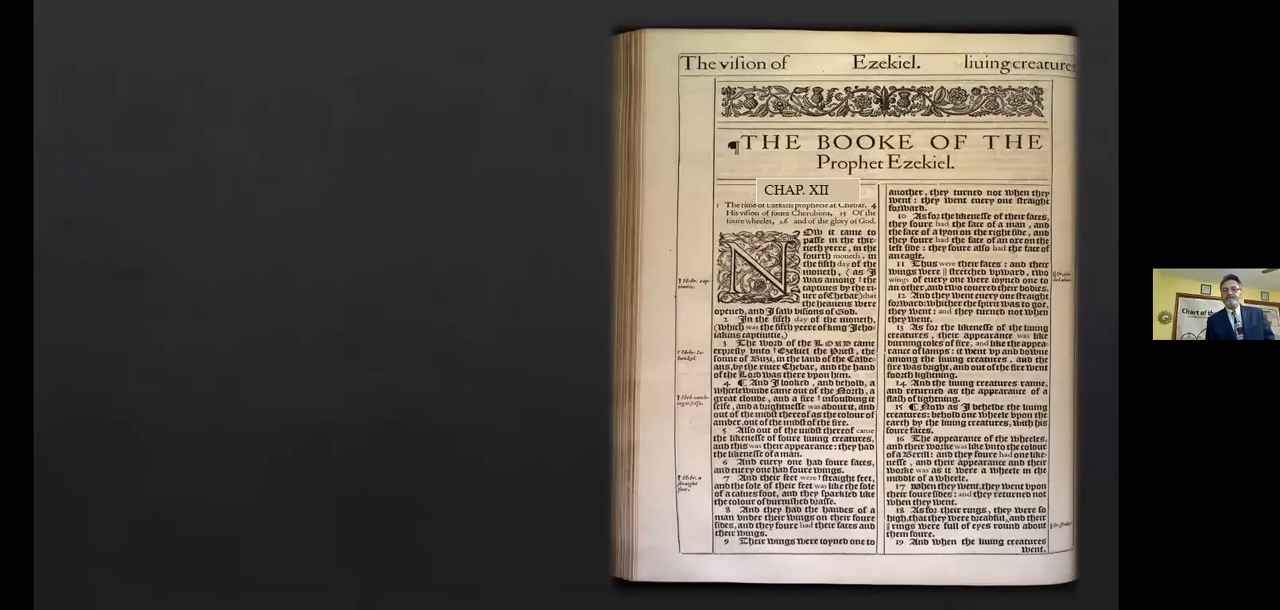 The viſion of Ezekiel. liuing creatures
¶THE BOOKE OF THE
Prophet Ezekiel.
CHAP. XII
1 The time of Ezekiels prophecie at Chebar. 4
His viſion of foure Cherubims, 15 Of the
foure wheeles, 26 and of the glory of God.
NOw it came to
paſſe in the thir-
tieth yeere, in the
fourth moneth, in
the fifth day of the
moneth, (as I
was among † the
captiues by the ri-
uer of Chebar) that
the heauens were
opened, and I ſaw viſions of God.
2 In the fifth day of the moneth,
(which was the fifth yeere of king Jeho-
iakins captiuitie,)
3 The word of the LORD came
expreſly vnto † Ezekiel the Prieſt, the
ſonne of Buzi, in the land of the Calde-
ans, by the riuer Chebar, and the hand
of the LORD was there vpon him.
4 ¶ And I looked, and behold, a
whirlewinde came out of the North, a
great cloude, and a fire † infoulding it
ſelfe, and a brightneſſe was about it, and
out of the midſt thereof as the colour of
amber, out of the midſt of the fire.
5 Alſo out of the midſt thereof came
the likeneſſe of foure liuing creatures,
and this was their appearance: they had
the likeneſſe of a man.
6 And euery one had foure faces,
and euery one had foure wings.
7 And their feet were † ſtraight feet,
and the ſole of their feet was like the ſole
of a calues foot, and they ſparkled like
the colour of burniſhed braſſe.
8 And they had the handes of a
man vnder their wings on their foure
ſides, and they foure had their faces and
their wings.
9 Their wings were ioyned one to
† Hebr. cap-
tiuitie.
† Hebr. a
ſtraight
foot.
another, they turned not when they
went: they went euery one ſtraight
forward.
10 As for the likeneſſe of their faces,
they foure had the face of a man, and
the face of a lyon on the right ſide, and
they foure had the face of an oxe on the
left ſide: they foure alſo had the face of
an eagle.
11 Thus were their faces: and their
wings were || ſtretched vpward, two
wings of euery one were ioyned one to
an other, and two couered their bodies.
12 And they went euery one ſtraight
forward: whither the ſpirit was to goe,
they went: and they turned not when
they went.
13 As for the likeneſſe of the liuing
creatures, their appearance was like
burning coles of fire, and like the appea-
rance of lamps: it went vp and downe
among the liuing creatures, and the
fire was bright, and out of the fire went
foorth lightning.
14 And the liuing creatures ranne,
and returned as the appearance of a
flaſh of lightning.
15 ¶ Now as I behelde the liuing
creatures: behold one wheele vpon the
earth by the liuing creatures, with his
foure faces.
16 The appearance of the wheeles,
and their worke was like vnto the colour
of a Berill: and they foure had one like-
neſſe, and their appearance and their
worke was as it were a wheele in the
middle of a wheele.
17 When they went, they went vpon
their foure ſides: and they returned not
when they went.
18 As for their rings, they were ſo
high, that they were dreadful, and their
|| rings were full of eyes round about
them foure.
19 And when the liuing creatures
went,
Chart of the